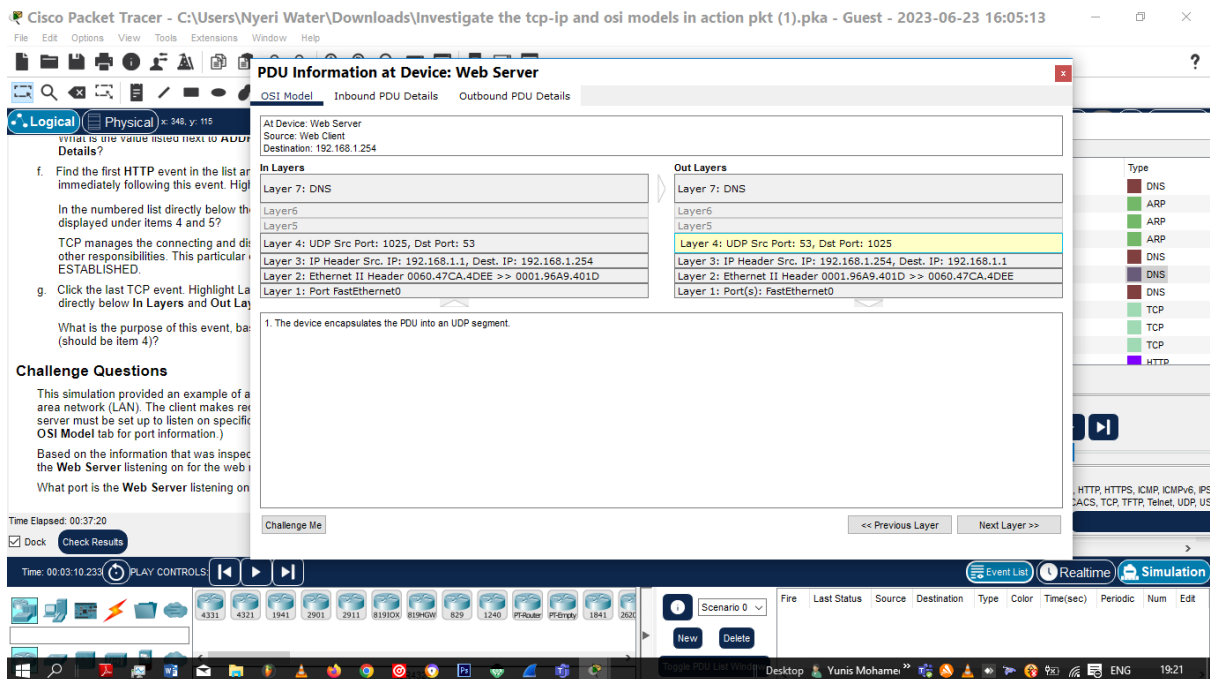 Cisco Packet Tracer - C:\Users\Nyeri Water\Downloads\Investigate the tcp-ip and osi models in action pkt (1).pka - Guest - 2023-06-23 16:05:13
File Edit Options View Tools Extensions Window Help
?
Logical
Physical
x: 348, y: 115
What is the value listed next to ADDR
Details?
f. Find the first HTTP event in the list an
immediately following this event. High
In the numbered list directly below the
displayed under items 4 and 5?
TCP manages the connecting and dis
other responsibilities. This particular
ESTABLISHED.
g. Click the last TCP event. Highlight La
directly below In Layers and Out Lay
What is the purpose of this event, ba
(should be item 4)?
Challenge Questions
This simulation provided an example of a
area network (LAN). The client makes re
server must be set up to listen on specific
OSI Model tab for port information.)
Based on the information that was inspec
the Web Server listening on for the web
What port is the Web Server listening on
Time Elapsed: 00:37:20
Dock
Check Results
PDU Information at Device: Web Server
x
OSI Model Inbound PDU Details Outbound PDU Details
At Device: Web Server
Source: Web Client
Destination: 192.168.1.254
In Layers
Layer 7: DNS
Layer6
Layer5
Layer 4: UDP Src Port: 1025, Dst Port: 53
Layer 3: IP Header Src. IP: 192.168.1.1, Dest. IP: 192.168.1.254
Layer 2: Ethernet II Header 0060.47CA.4DEE >> 0001.96A9.401D
Layer 1: Port FastEthernet0
Out Layers
Layer 7: DNS
Layer6
Layer5
Layer 4: UDP Src Port: 53, Dst Port: 1025
Layer 3: IP Header Src. IP: 192.168.1.254, Dest. IP: 192.168.1.1
Layer 2: Ethernet II Header 0001.96A9.401D >> 0060.47CA.4DEE
Layer 1: Port(s): FastEthernet0
1. The device encapsulates the PDU into an UDP segment.
Challenge Me
<< Previous Layer
Next Layer >>
Type
DNS
ARP
ARP
ARP
DNS
DNS
DNS
TCP
TCP
TCP
HTTP
, HTTP, HTTPS, ICMP, ICMPv6, IPS
CACS, TCP, TFTP, Telnet, UDP, US
Time: 00:03:10.233
PLAY CONTROLS:
Event List
Realtime
Simulation
4331 4321 1941 2901 2911 819IOX 819HGW 829 1240 PT-Router PT-Empty 1841 262
Scenario 0
New
Delete
Toggle PDU List Window
Fire Last Status Source Destination Type Color Time(sec) Periodic Num Edit
Desktop
Yunis Mohamed
ENG
19:21